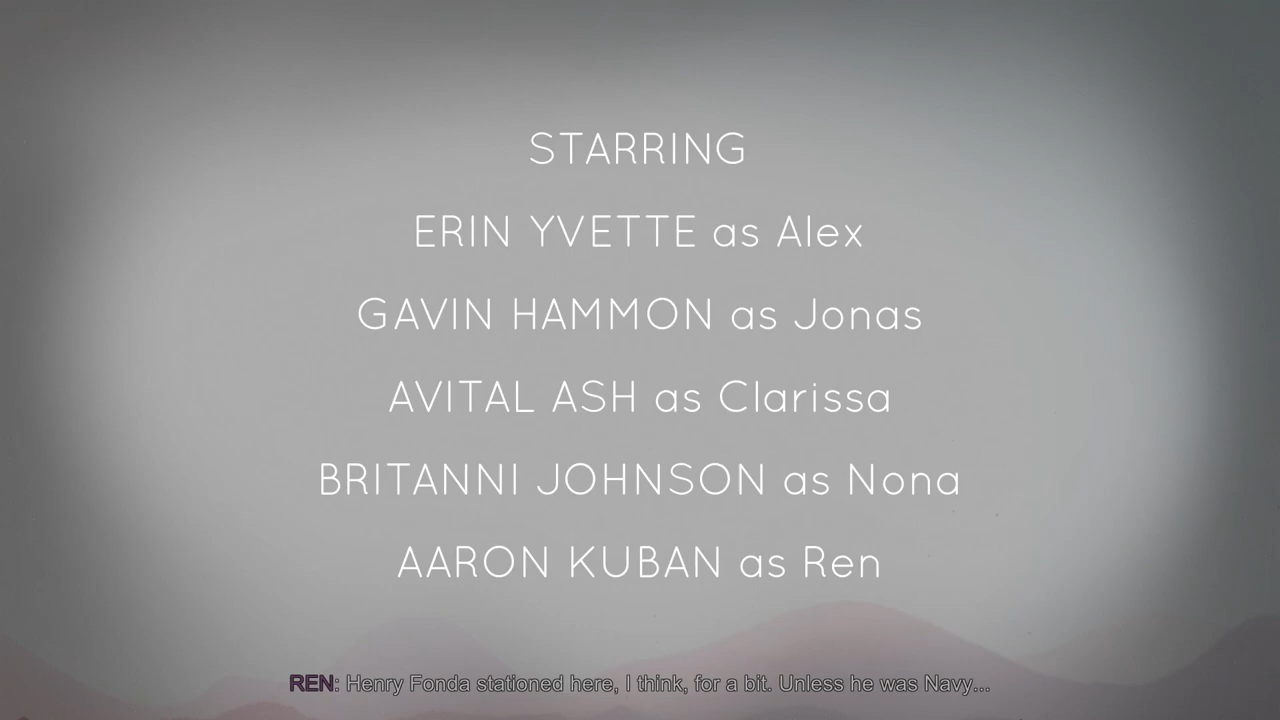 STARRING
ERIN YVETTE as Alex
GAVIN HAMMON as Jonas
AVITAL ASH as Clarissa
BRITANNI JOHNSON as Nona
AARON KUBAN as Ren
REN: Henry Fonda stationed here, I think, for a bit. Unless he was Navy...